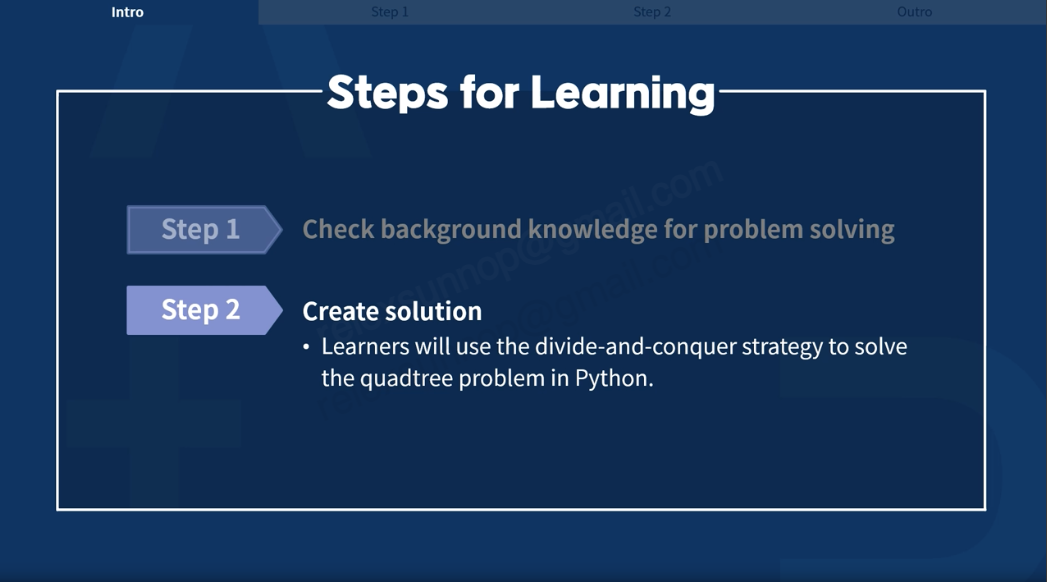 Intro
Step 1
Step 2
Outro
Steps for Learning
Step 1
Check background knowledge for problem solving
Step 2
Create solution
• Learners will use the divide-and-conquer strategy to solve
the quadtree problem in Python.